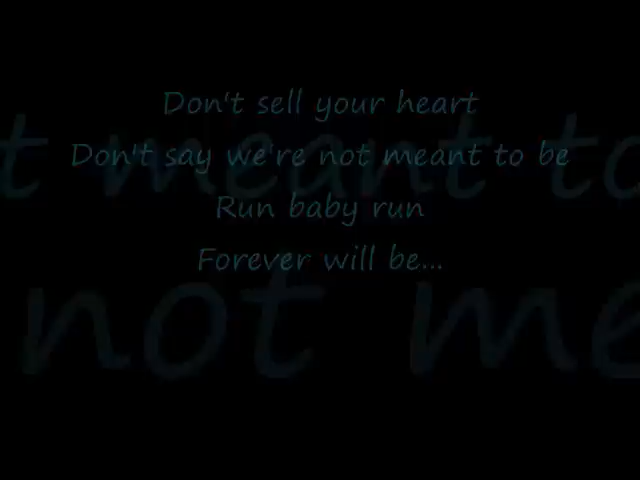 Don't sell your heart
Don't say we're not meant to be
Run baby run
Forever will be...
t meant to
not me